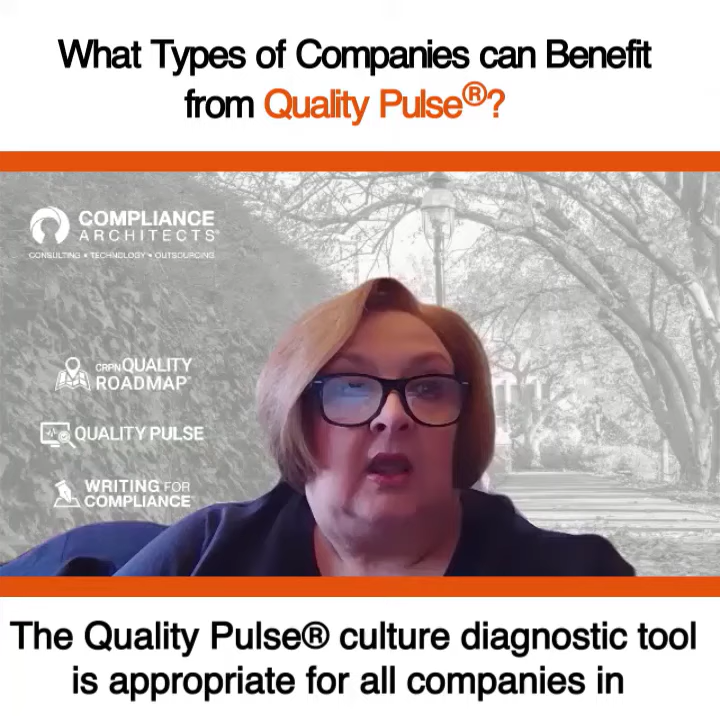 What Types of Companies can Benefit
from Quality Pulse®?
COMPLIANCE
ARCHITECTS®
CONSULTING • TECHNOLOGY • OUTSOURCING
CRPN QUALITY
ROADMAP
QUALITY PULSE
WRITING FOR
COMPLIANCE
The Quality Pulse® culture diagnostic tool
is appropriate for all companies in